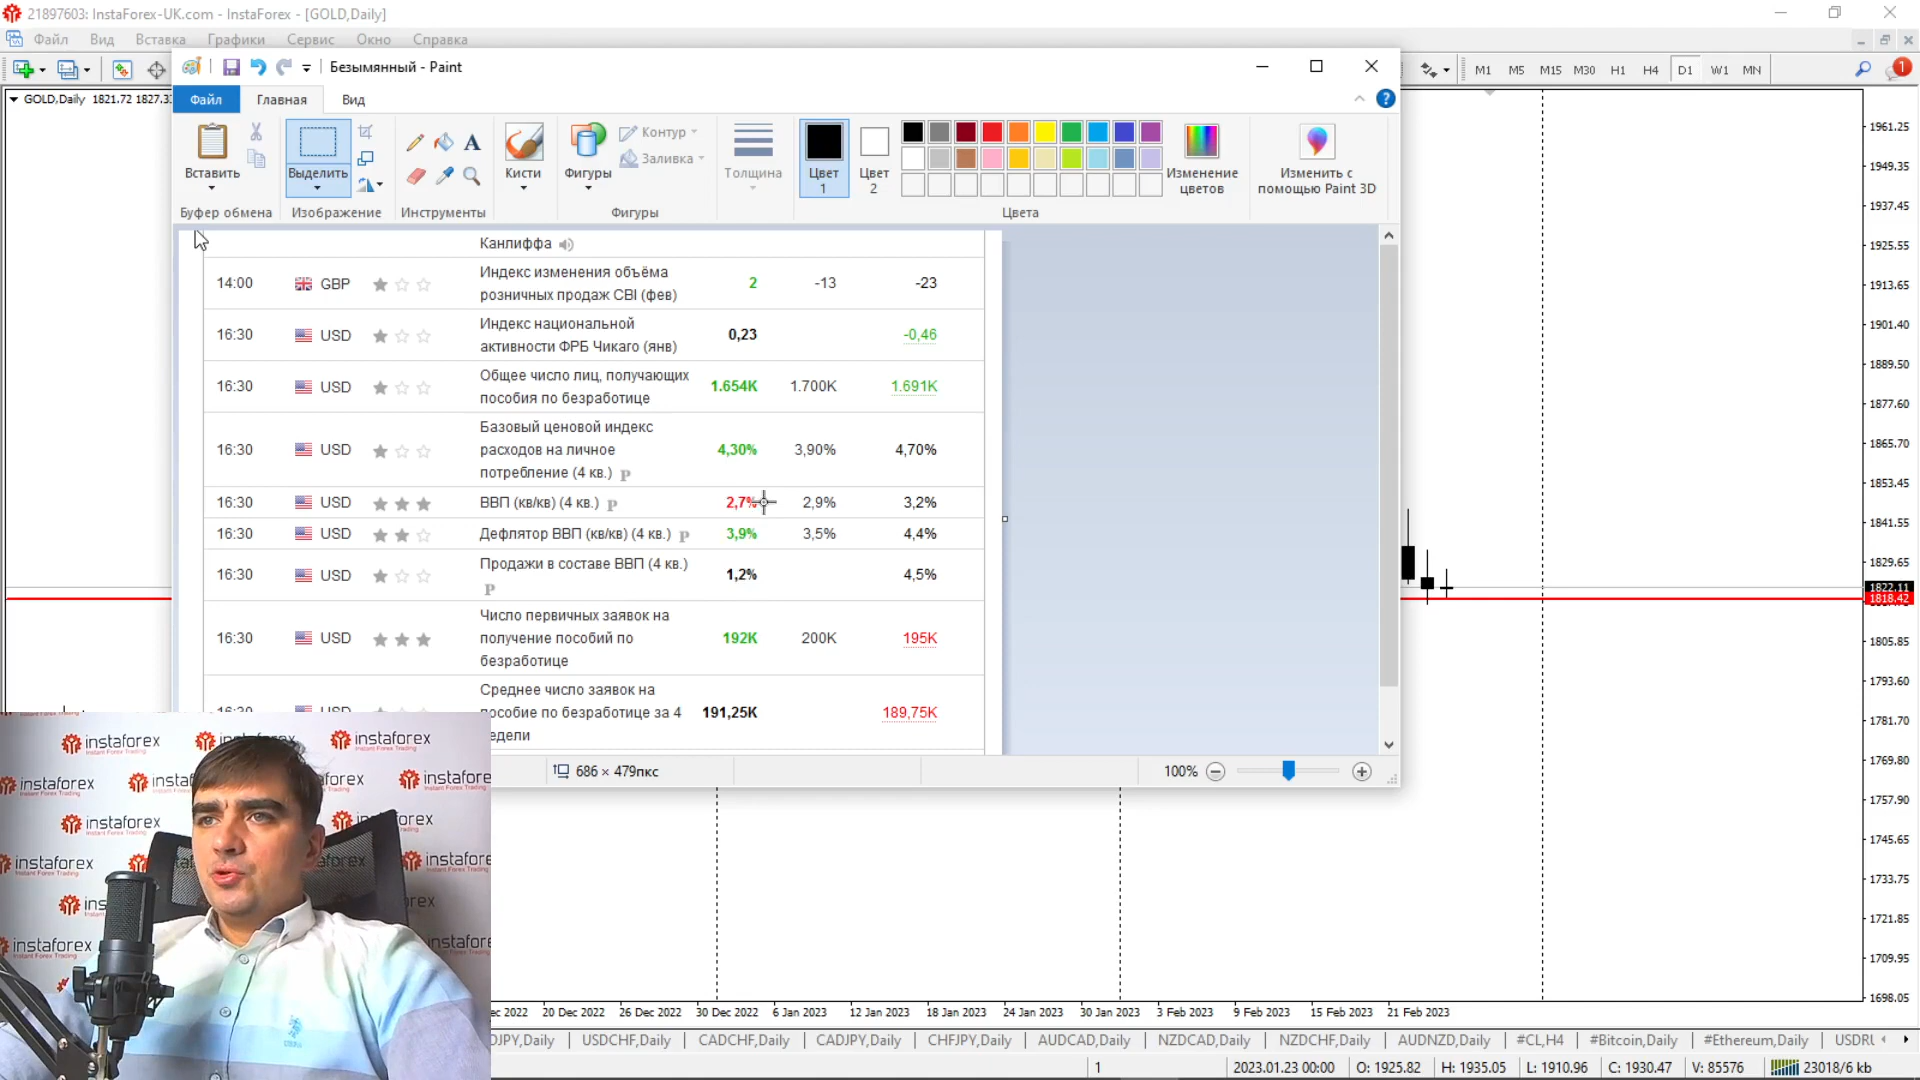 21897603: InstaForex-UK.com - InstaForex - [GOLD,Daily]
Файл Вид Вставка Графики Сервис Окно Справка
M1 M5 M15 M30 H1 H4 D1 W1 MN
1
GOLD,Daily 1821.72 1827.3
Безымянный - Paint
Файл Главная Вид
Вставить
Выделить
Кисти
Фигуры
Контур
Заливка
Толщина
Цвет 1
Цвет 2
Изменение цветов
Изменить с помощью Paint 3D
Буфер обмена Изображение Инструменты Фигуры Цвета
Канлиффа
14:00 GBP Индекс изменения объёма розничных продаж CBI (фев) 2 -13 -23
16:30 USD Индекс национальной активности ФРБ Чикаго (янв) 0,23 -0,46
16:30 USD Общее число лиц, получающих пособия по безработице 1.654K 1.700K 1.691K
16:30 USD Базовый ценовой индекс расходов на личное потребление (4 кв.) P 4,30% 3,90% 4,70%
16:30 USD ВВП (кв/кв) (4 кв.) P 2,7% 2,9% 3,2%
16:30 USD Дефлятор ВВП (кв/кв) (4 кв.) P 3,9% 3,5% 4,4%
16:30 USD Продажи в составе ВВП (4 кв.) P 1,2% 4,5%
16:30 USD Число первичных заявок на получение пособий по безработице 192K 200K 195K
16:30 USD Среднее число заявок на пособие по безработице за 4 недели 191,25K 189,75K
686 × 479пкс
100%
1961.25
1949.35
1937.45
1925.55
1913.65
1901.40
1889.50
1877.60
1865.70
1853.45
1841.55
1829.65
1822.11
1818.42
1805.85
1793.60
1781.70
1769.80
1757.90
1745.65
1733.75
1721.85
1709.95
1698.05
instaforex
Instant Forex Trading
ec 2022 20 Dec 2022 26 Dec 2022 30 Dec 2022 6 Jan 2023 12 Jan 2023 18 Jan 2023 24 Jan 2023 30 Jan 2023 3 Feb 2023 9 Feb 2023 15 Feb 2023 21 Feb 2023
DJPY,Daily USDCHF,Daily CADCHF,Daily CADJPY,Daily CHFJPY,Daily AUDCAD,Daily NZDCAD,Daily NZDCHF,Daily AUDNZD,Daily #CL,H4 #Bitcoin,Daily #Ethereum,Daily USDRU
1 2023.01.23 00:00 O: 1925.82 H: 1935.05 L: 1910.96 C: 1930.47 V: 85576 23018/6 kb